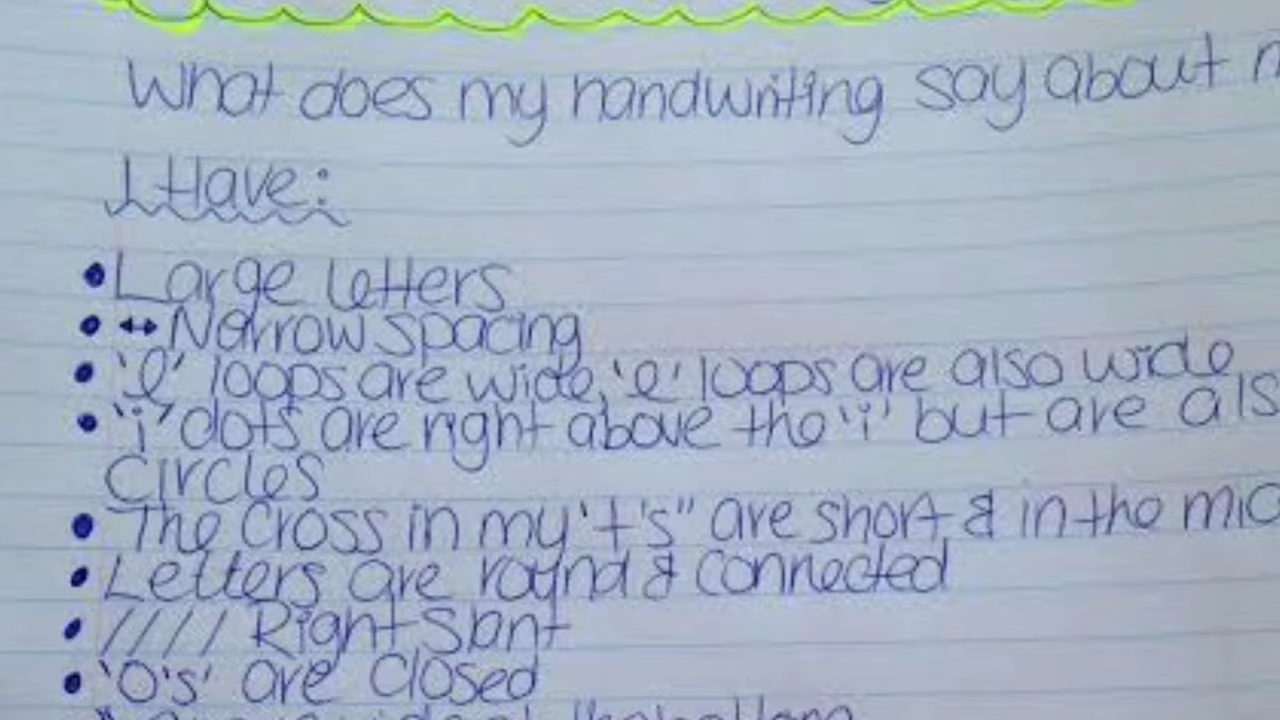 What does my handwriting say about
I Have:
• Large letters
• ↔ Narrow spacing
• 'l' loops are wide, 'e' loops are also wide
• 'i' dots are right above the 'i' but are als
Circles
• The Cross in my 't's" are short & in the mid
• Letters are round & connected
• //// Right Slant
• 'O's' are Closed